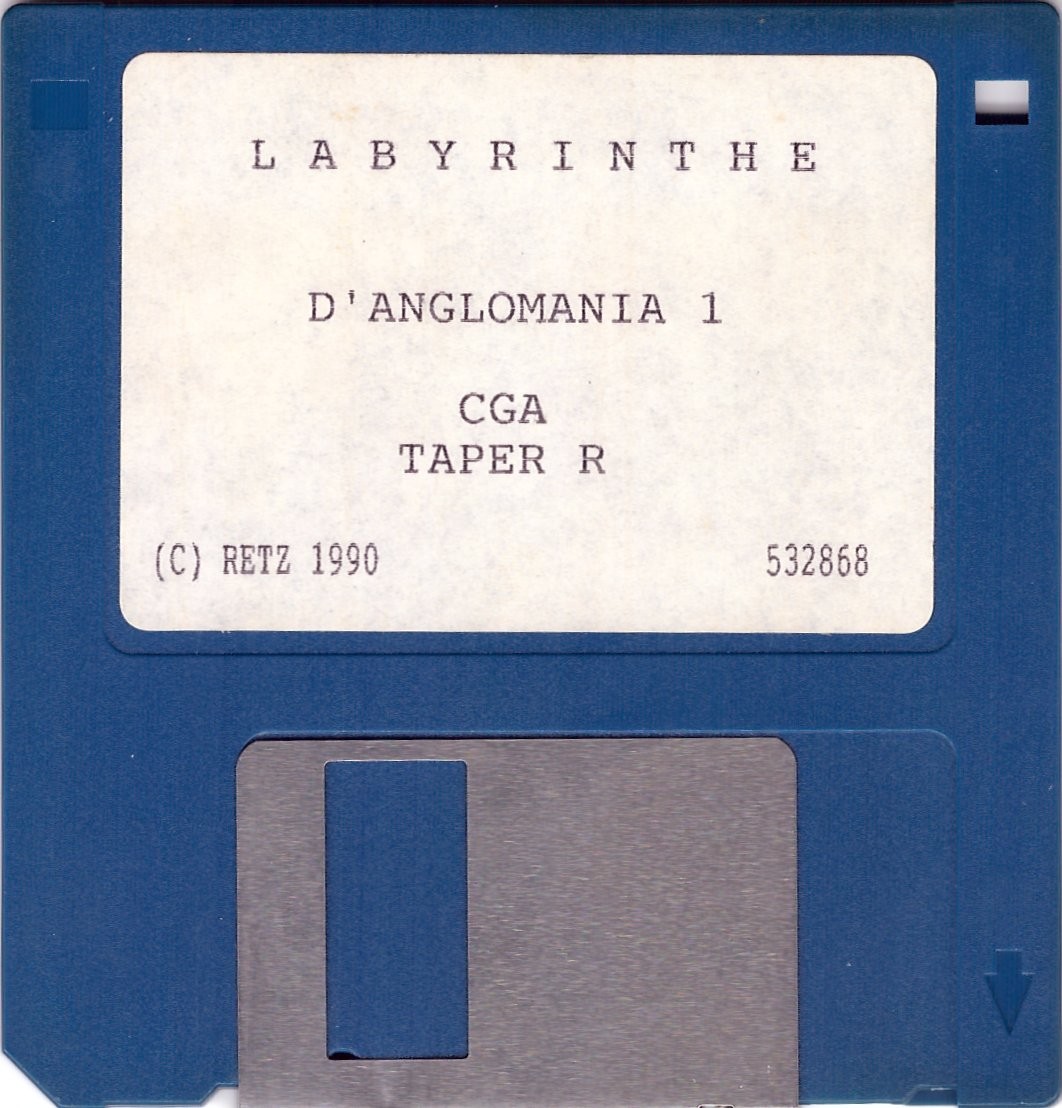 L A B Y R I N T H E
D'ANGLOMANIA 1
CGA
TAPER R
(C) RETZ 1990 532868